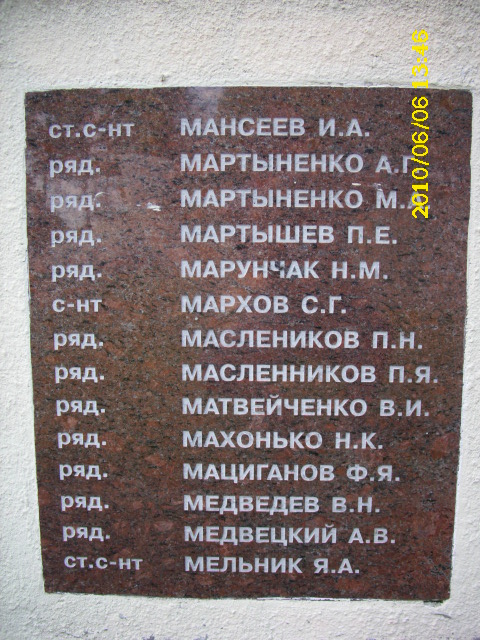 ст.с-нт МАНСЕЕВ И.А.
ряд. МАРТЫНЕНКО А.Г
ряд. МАРТЫНЕНКО М.
ряд. МАРТЫШЕВ П.Е.
ряд. МАРУНЧАК Н.М.
с-нт МАРХОВ С.Г.
ряд. МАСЛЕНИКОВ П.Н.
ряд. МАСЛЕННИКОВ П.Я.
ряд. МАТВЕЙЧЕНКО В.И.
ряд. МАХОНЬКО Н.К.
ряд. МАЦИГАНОВ Ф.Я.
ряд. МЕДВЕДЕВ В.Н.
ряд. МЕДВЕЦКИЙ А.В.
ст.с-нт МЕЛЬНИК Я.А.
2010/06/06 13:46